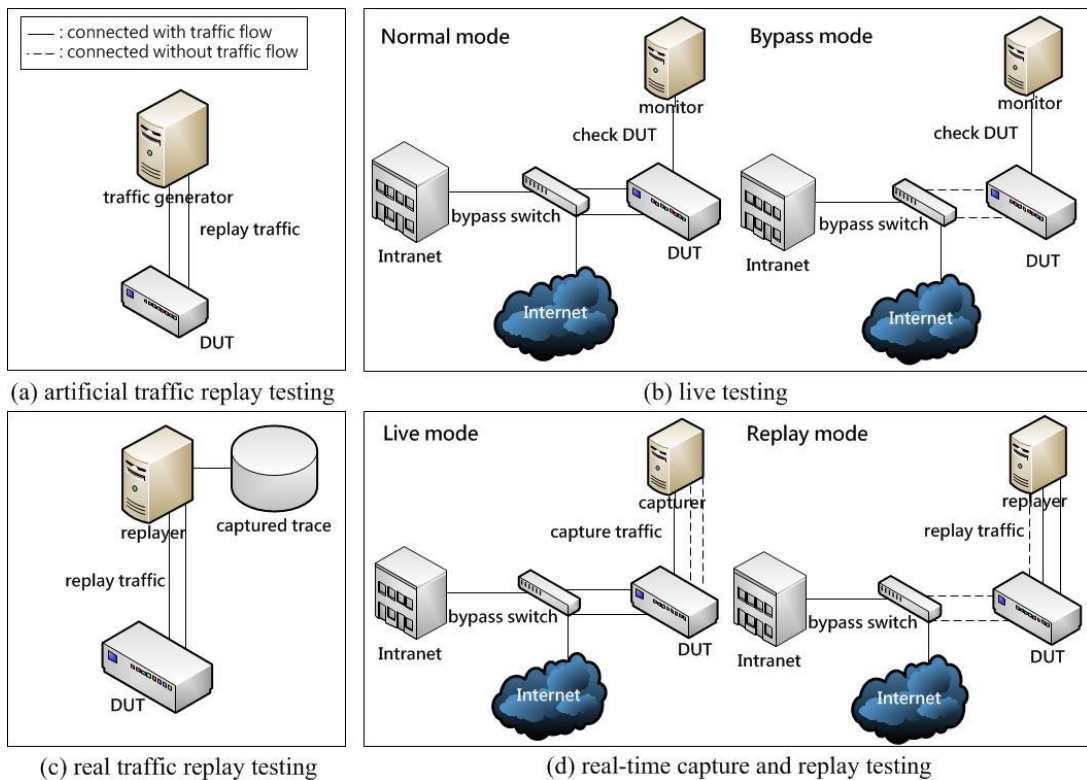 — : connected with traffic flow
--- : connected without traffic flow
traffic generator
replay traffic
DUT
(a) artificial traffic replay testing
Normal mode
monitor
check DUT
bypass switch
Intranet
DUT
Internet
Bypass mode
monitor
check DUT
bypass switch
Intranet
DUT
Internet
(b) live testing
replayer
captured trace
replay traffic
DUT
(c) real traffic replay testing
Live mode
capturer
capture traffic
bypass switch
Intranet
DUT
Internet
Replay mode
replayer
replay traffic
bypass switch
Intranet
DUT
Internet
(d) real-time capture and replay testing